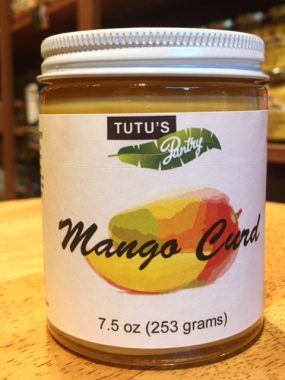 TUTU'S
Pantry
Mango Curd
7.5 oz (253 grams)